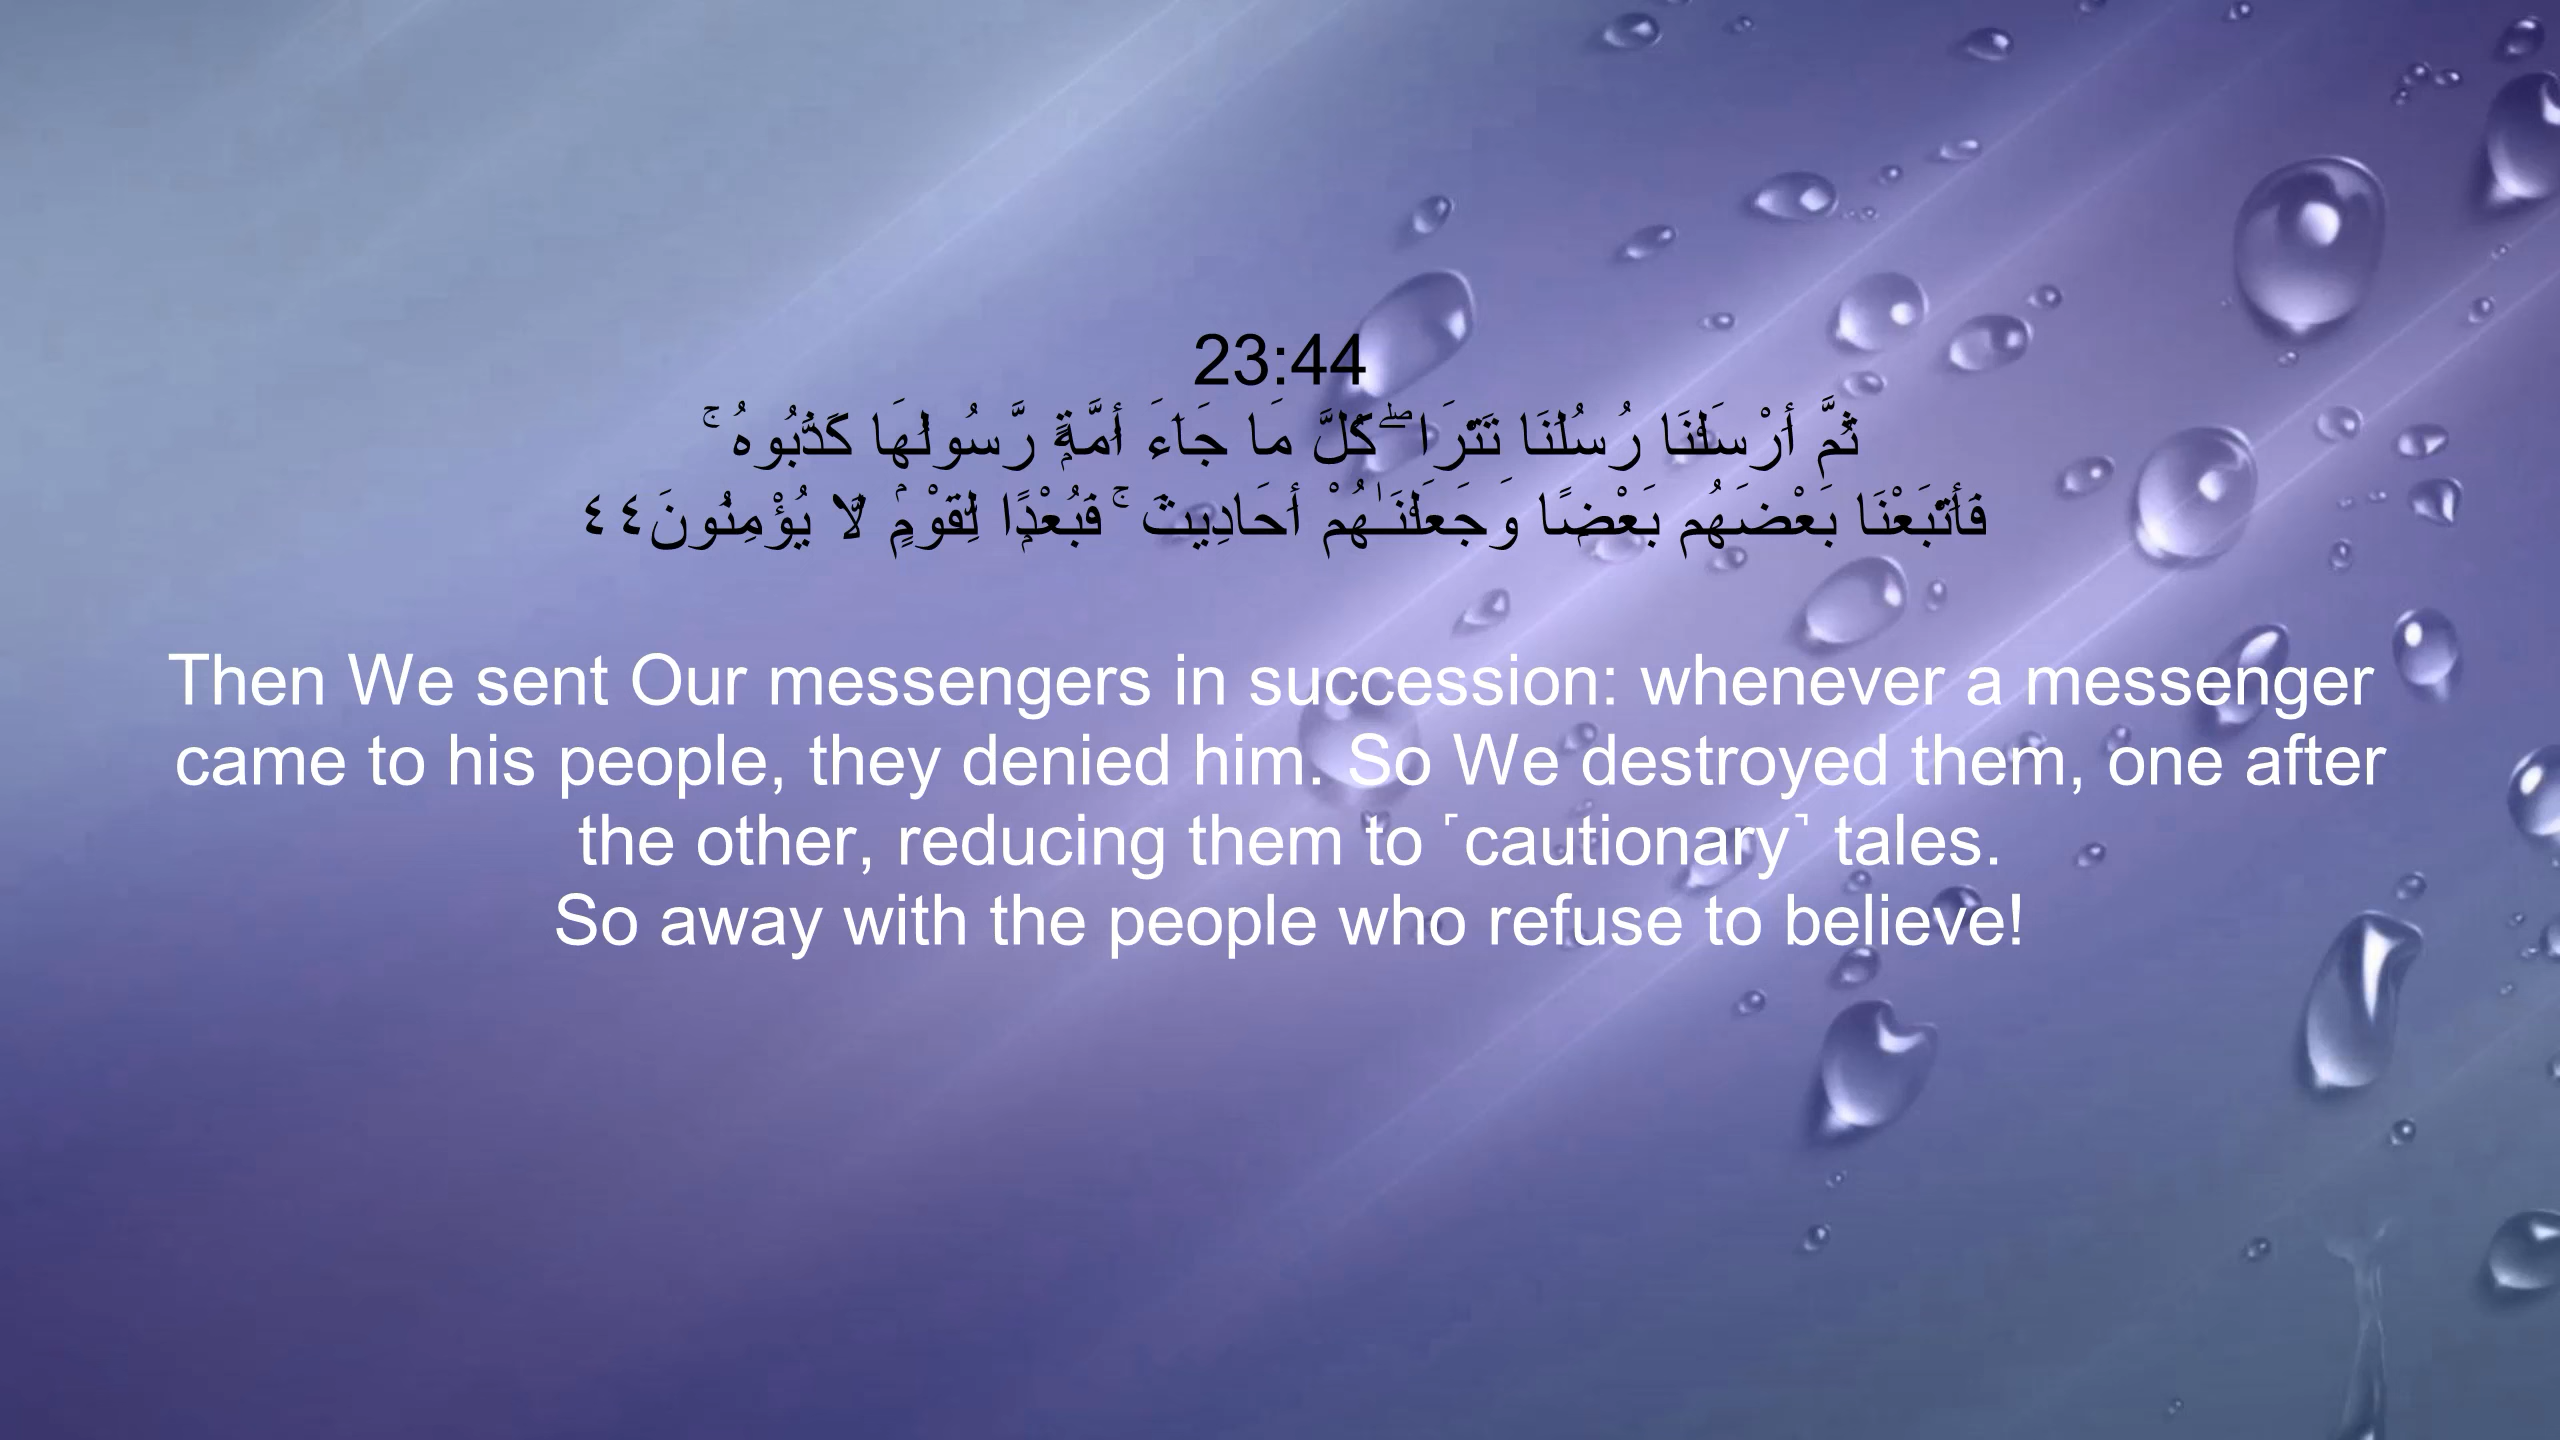 23:44
ثُمَّ أَرْسَلْنَا رُسُلَنَا تَتْرَا ۖ كُلَّ مَا جَآءَ أُمَّةًۭ رَّسُولُهَا كَذَّبُوهُ ۚ
فَأَتْبَعْنَا بَعْضَهُم بَعْضًۭا وَجَعَلْنَـٰهُمْ أَحَادِيثَ ۚ فَبُعْدًۭا لِّقَوْمٍۢ لَّا يُؤْمِنُونَ ٤٤
Then We sent Our messengers in succession: whenever a messenger
came to his people, they denied him. So We destroyed them, one after
the other, reducing them to ˹cautionary˺ tales.
So away with the people who refuse to believe!